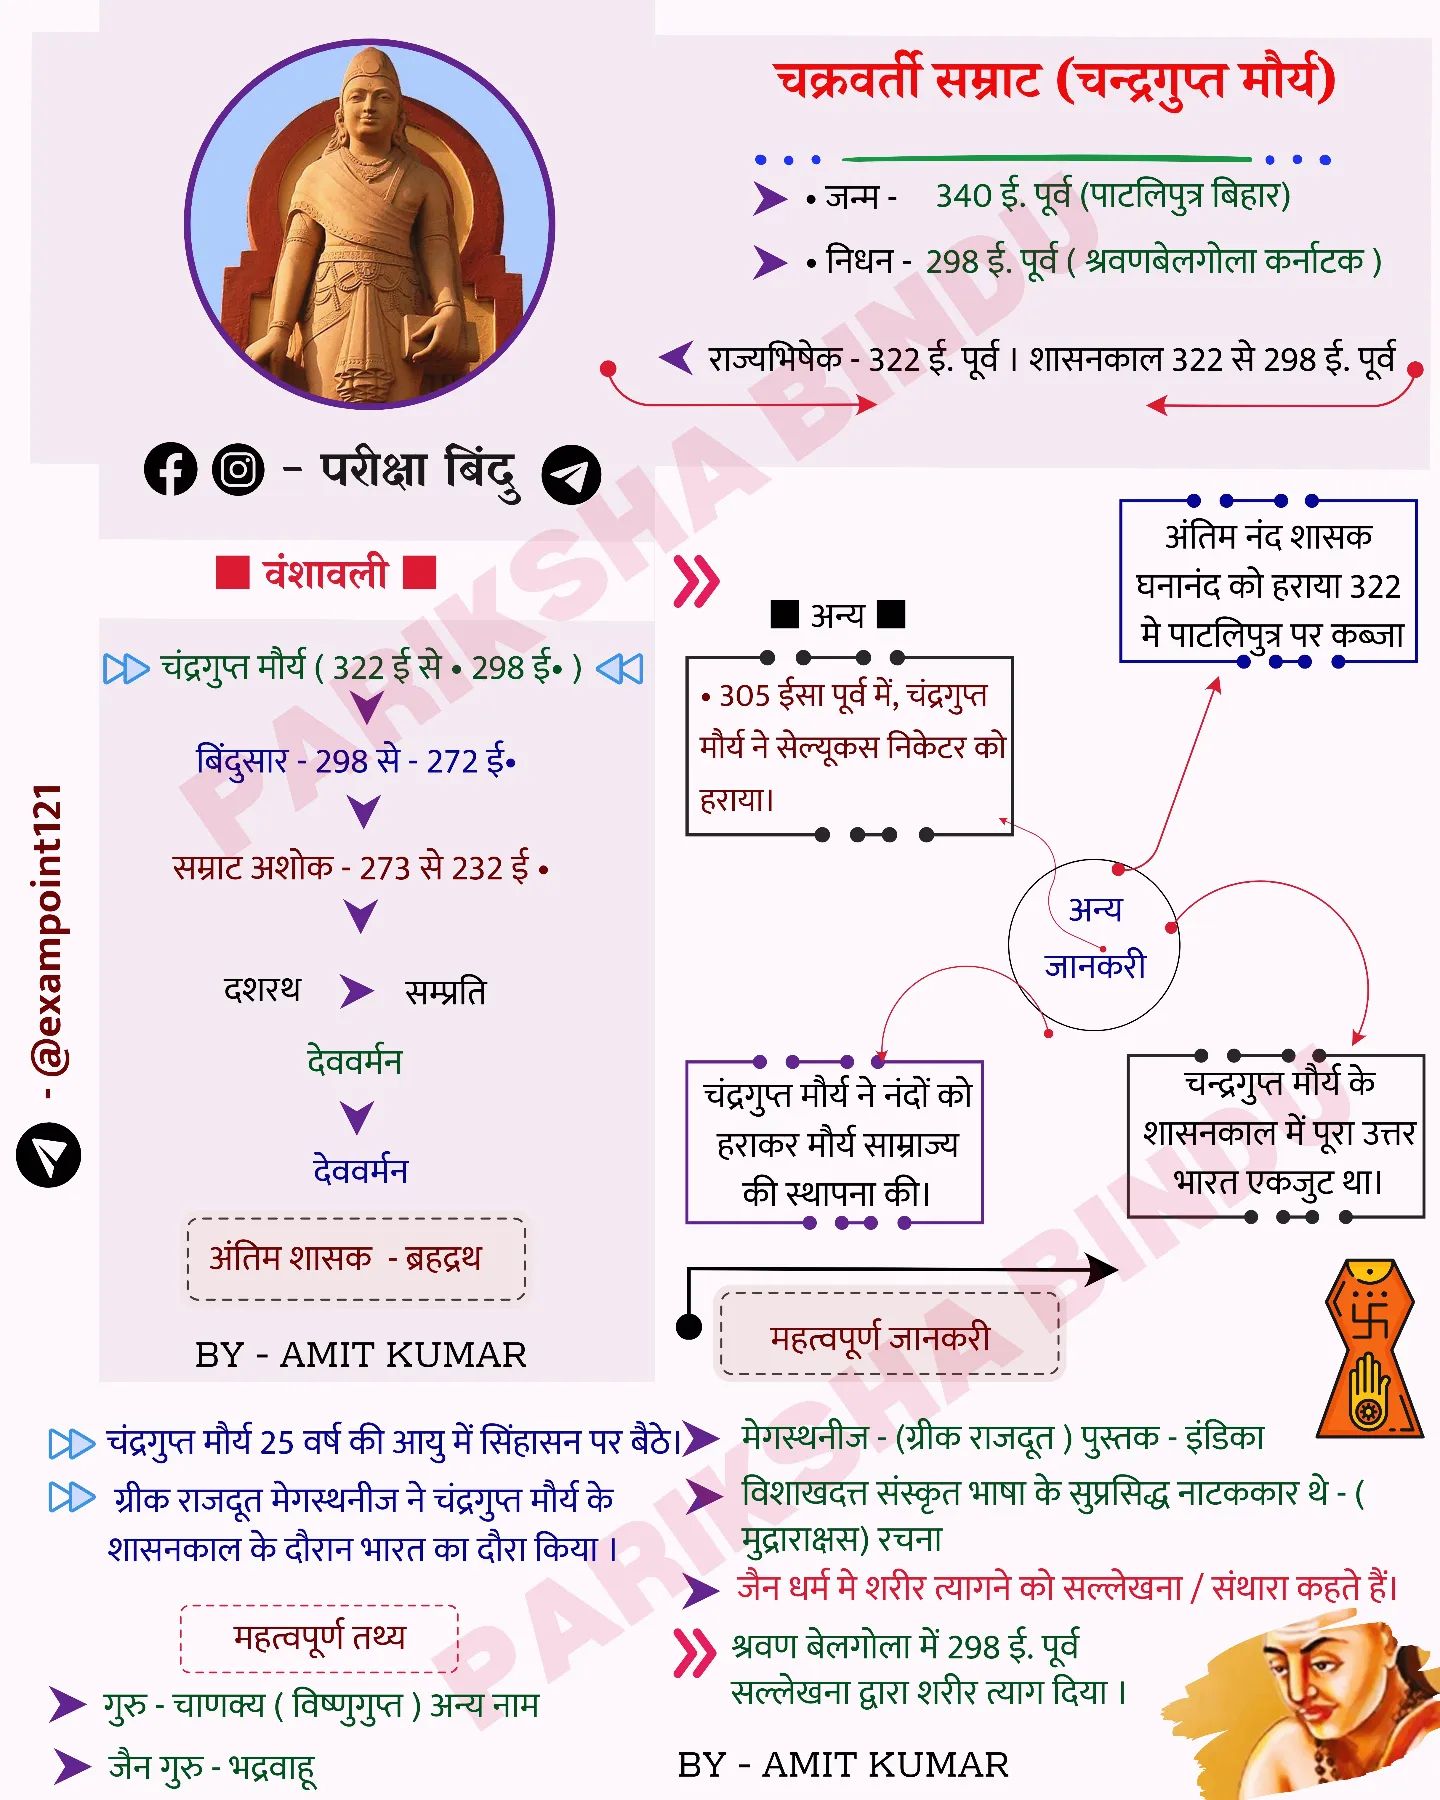 चक्रवर्ती सम्राट (चन्द्रगुप्त मौर्य)
• जन्म - 340 ई. पूर्व (पाटलिपुत्र बिहार)
• निधन - 298 ई. पूर्व ( श्रवणबेलगोला कर्नाटक )
राज्यभिषेक - 322 ई. पूर्व । शासनकाल 322 से 298 ई. पूर्व
- परीक्षा बिंदु
वंशावली
चंद्रगुप्त मौर्य ( 322 ई से • 298 ई• )
बिंदुसार - 298 से - 272 ई•
सम्राट अशोक - 273 से 232 ई •
दशरथ
सम्प्रति
देववर्मन
देववर्मन
अंतिम शासक - ब्रहद्रथ
BY - AMIT KUMAR
- @exampoint121
अंतिम नंद शासक
घनानंद को हराया 322
मे पाटलिपुत्र पर कब्जा
अन्य
• 305 ईसा पूर्व में, चंद्रगुप्त
मौर्य ने सेल्यूकस निकेटर को
हराया।
अन्य
जानकरी
चंद्रगुप्त मौर्य ने नंदों को
हराकर मौर्य साम्राज्य
की स्थापना की।
चन्द्रगुप्त मौर्य के
शासनकाल में पूरा उत्तर
भारत एकजुट था।
महत्वपूर्ण जानकरी
चंद्रगुप्त मौर्य 25 वर्ष की आयु में सिंहासन पर बैठे।
ग्रीक राजदूत मेगस्थनीज ने चंद्रगुप्त मौर्य के
शासनकाल के दौरान भारत का दौरा किया ।
महत्वपूर्ण तथ्य
गुरु - चाणक्य ( विष्णुगुप्त ) अन्य नाम
जैन गुरु - भद्रवाहू
मेगस्थनीज - (ग्रीक राजदूत ) पुस्तक - इंडिका
विशाखदत्त संस्कृत भाषा के सुप्रसिद्ध नाटककार थे - (
मुद्राराक्षस) रचना
जैन धर्म मे शरीर त्यागने को सल्लेखना / संथारा कहते हैं।
श्रवण बेलगोला में 298 ई. पूर्व
सल्लेखना द्वारा शरीर त्याग दिया ।
BY - AMIT KUMAR
PARIKSHA BINDU
PARIKSHA BINDU